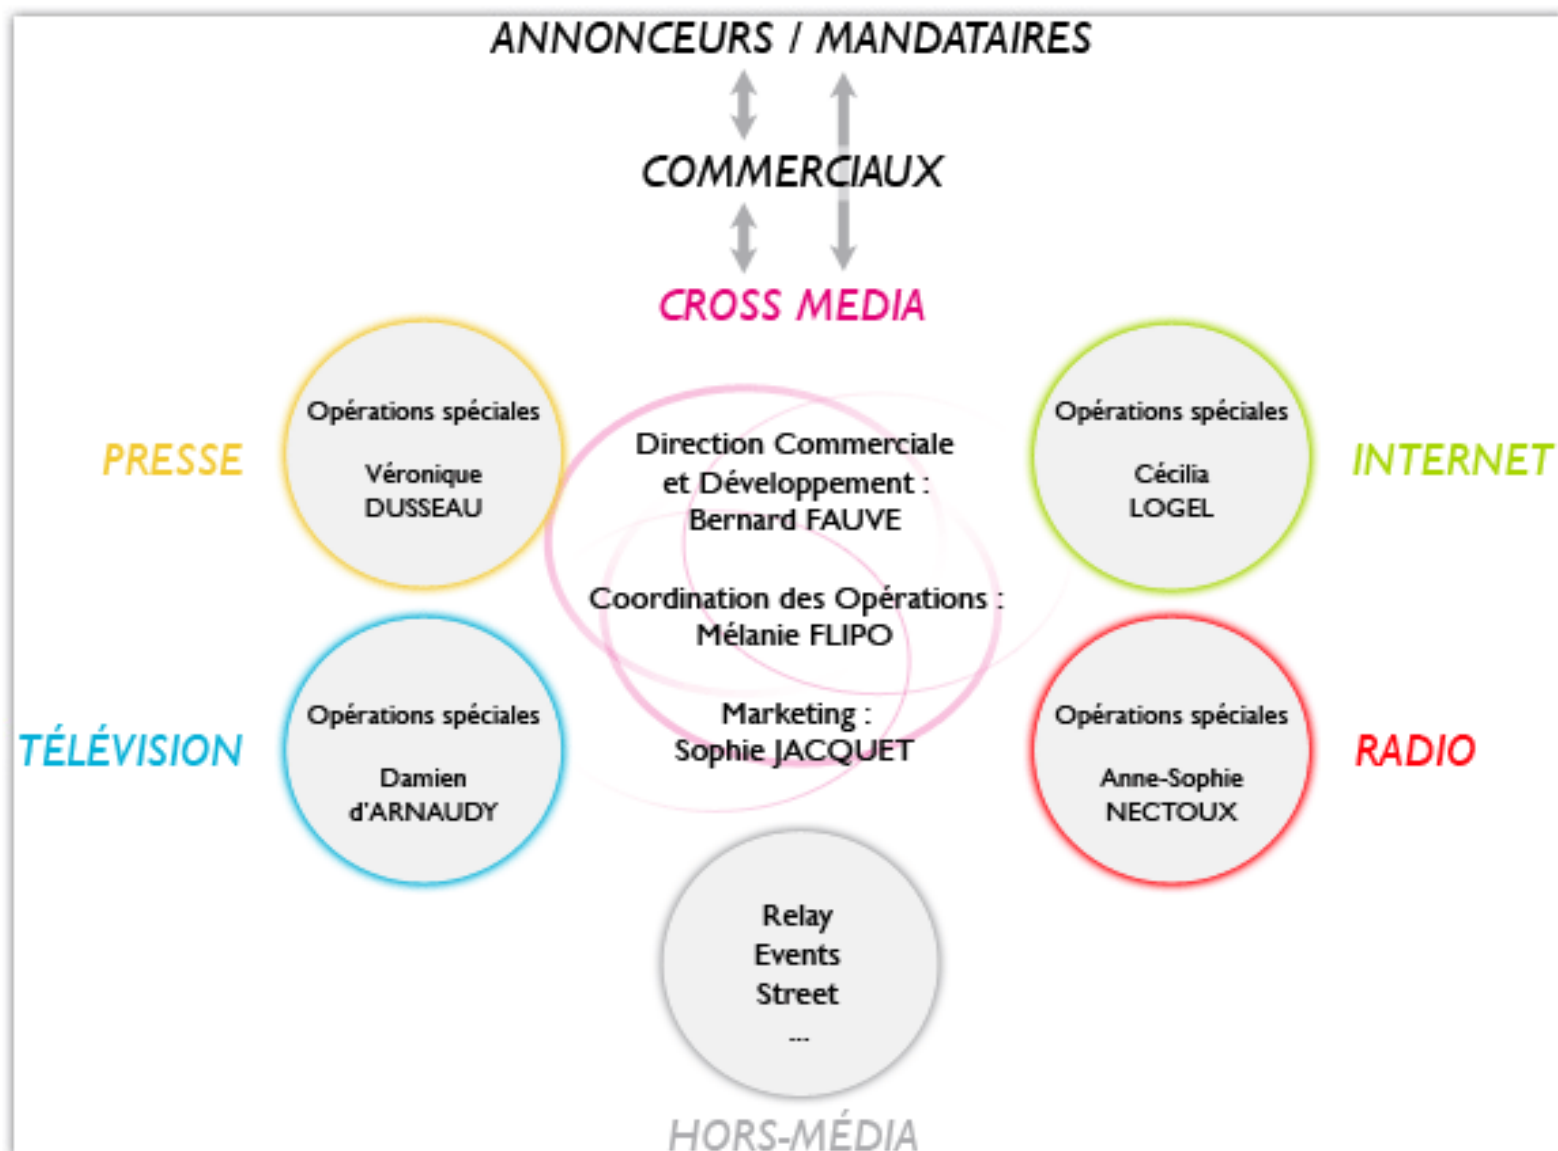 ANNONCEURS / MANDATAIRES
COMMERCIAUX
CROSS MEDIA
PRESSE
Opérations spéciales
Véronique
DUSSEAU
Direction Commerciale
et Développement :
Bernard FAUVE
Coordination des Opérations :
Mélanie FLIPO
Marketing :
Sophie JACQUET
Opérations spéciales
Cécilia
LOGEL
INTERNET
TÉLÉVISION
Opérations spéciales
Damien
d'ARNAUDY
Opérations spéciales
Anne-Sophie
NECTOUX
RADIO
Relay
Events
Street
...
HORS-MÉDIA